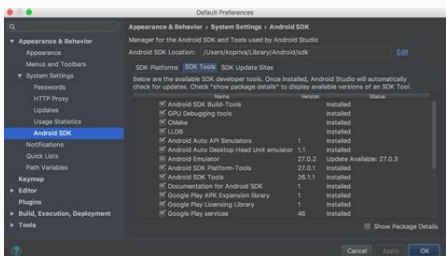 Default Preferences
Appearance & Behavior
Appearance
Menus and Toolbars
System Settings
Passwords
HTTP Proxy
Updates
Usage Statistics
Android SDK
Notifications
Quick Lists
Path Variables
Keymap
Editor
Plugins
Build, Execution, Deployment
Tools
Appearance & Behavior › System Settings › Android SDK
Manager for the Android SDK and Tools used by Android Studio
Android SDK Location: /Users/kopriva/Library/Android/sdk Edit
SDK Platforms SDK Tools SDK Update Sites
Below are the available SDK developer tools. Once installed, Android Studio will automatically
check for updates. Check "show package details" to display available versions of an SDK Tool.
Name Version Status
Android SDK Build-Tools Installed
GPU Debugging tools Installed
CMake Installed
LLDB Installed
Android Auto API Simulators 1 Installed
Android Auto Desktop Head Unit emulator 1.1 Installed
Android Emulator 27.0.2 Update Available: 27.0.3
Android SDK Platform-Tools 27.0.1 Installed
Android SDK Tools 26.1.1 Installed
Documentation for Android SDK 1 Installed
Google Play APK Expansion library 1 Installed
Google Play Licensing Library 1 Installed
Google Play services 46 Installed
Show Package Details
? Cancel Apply OK